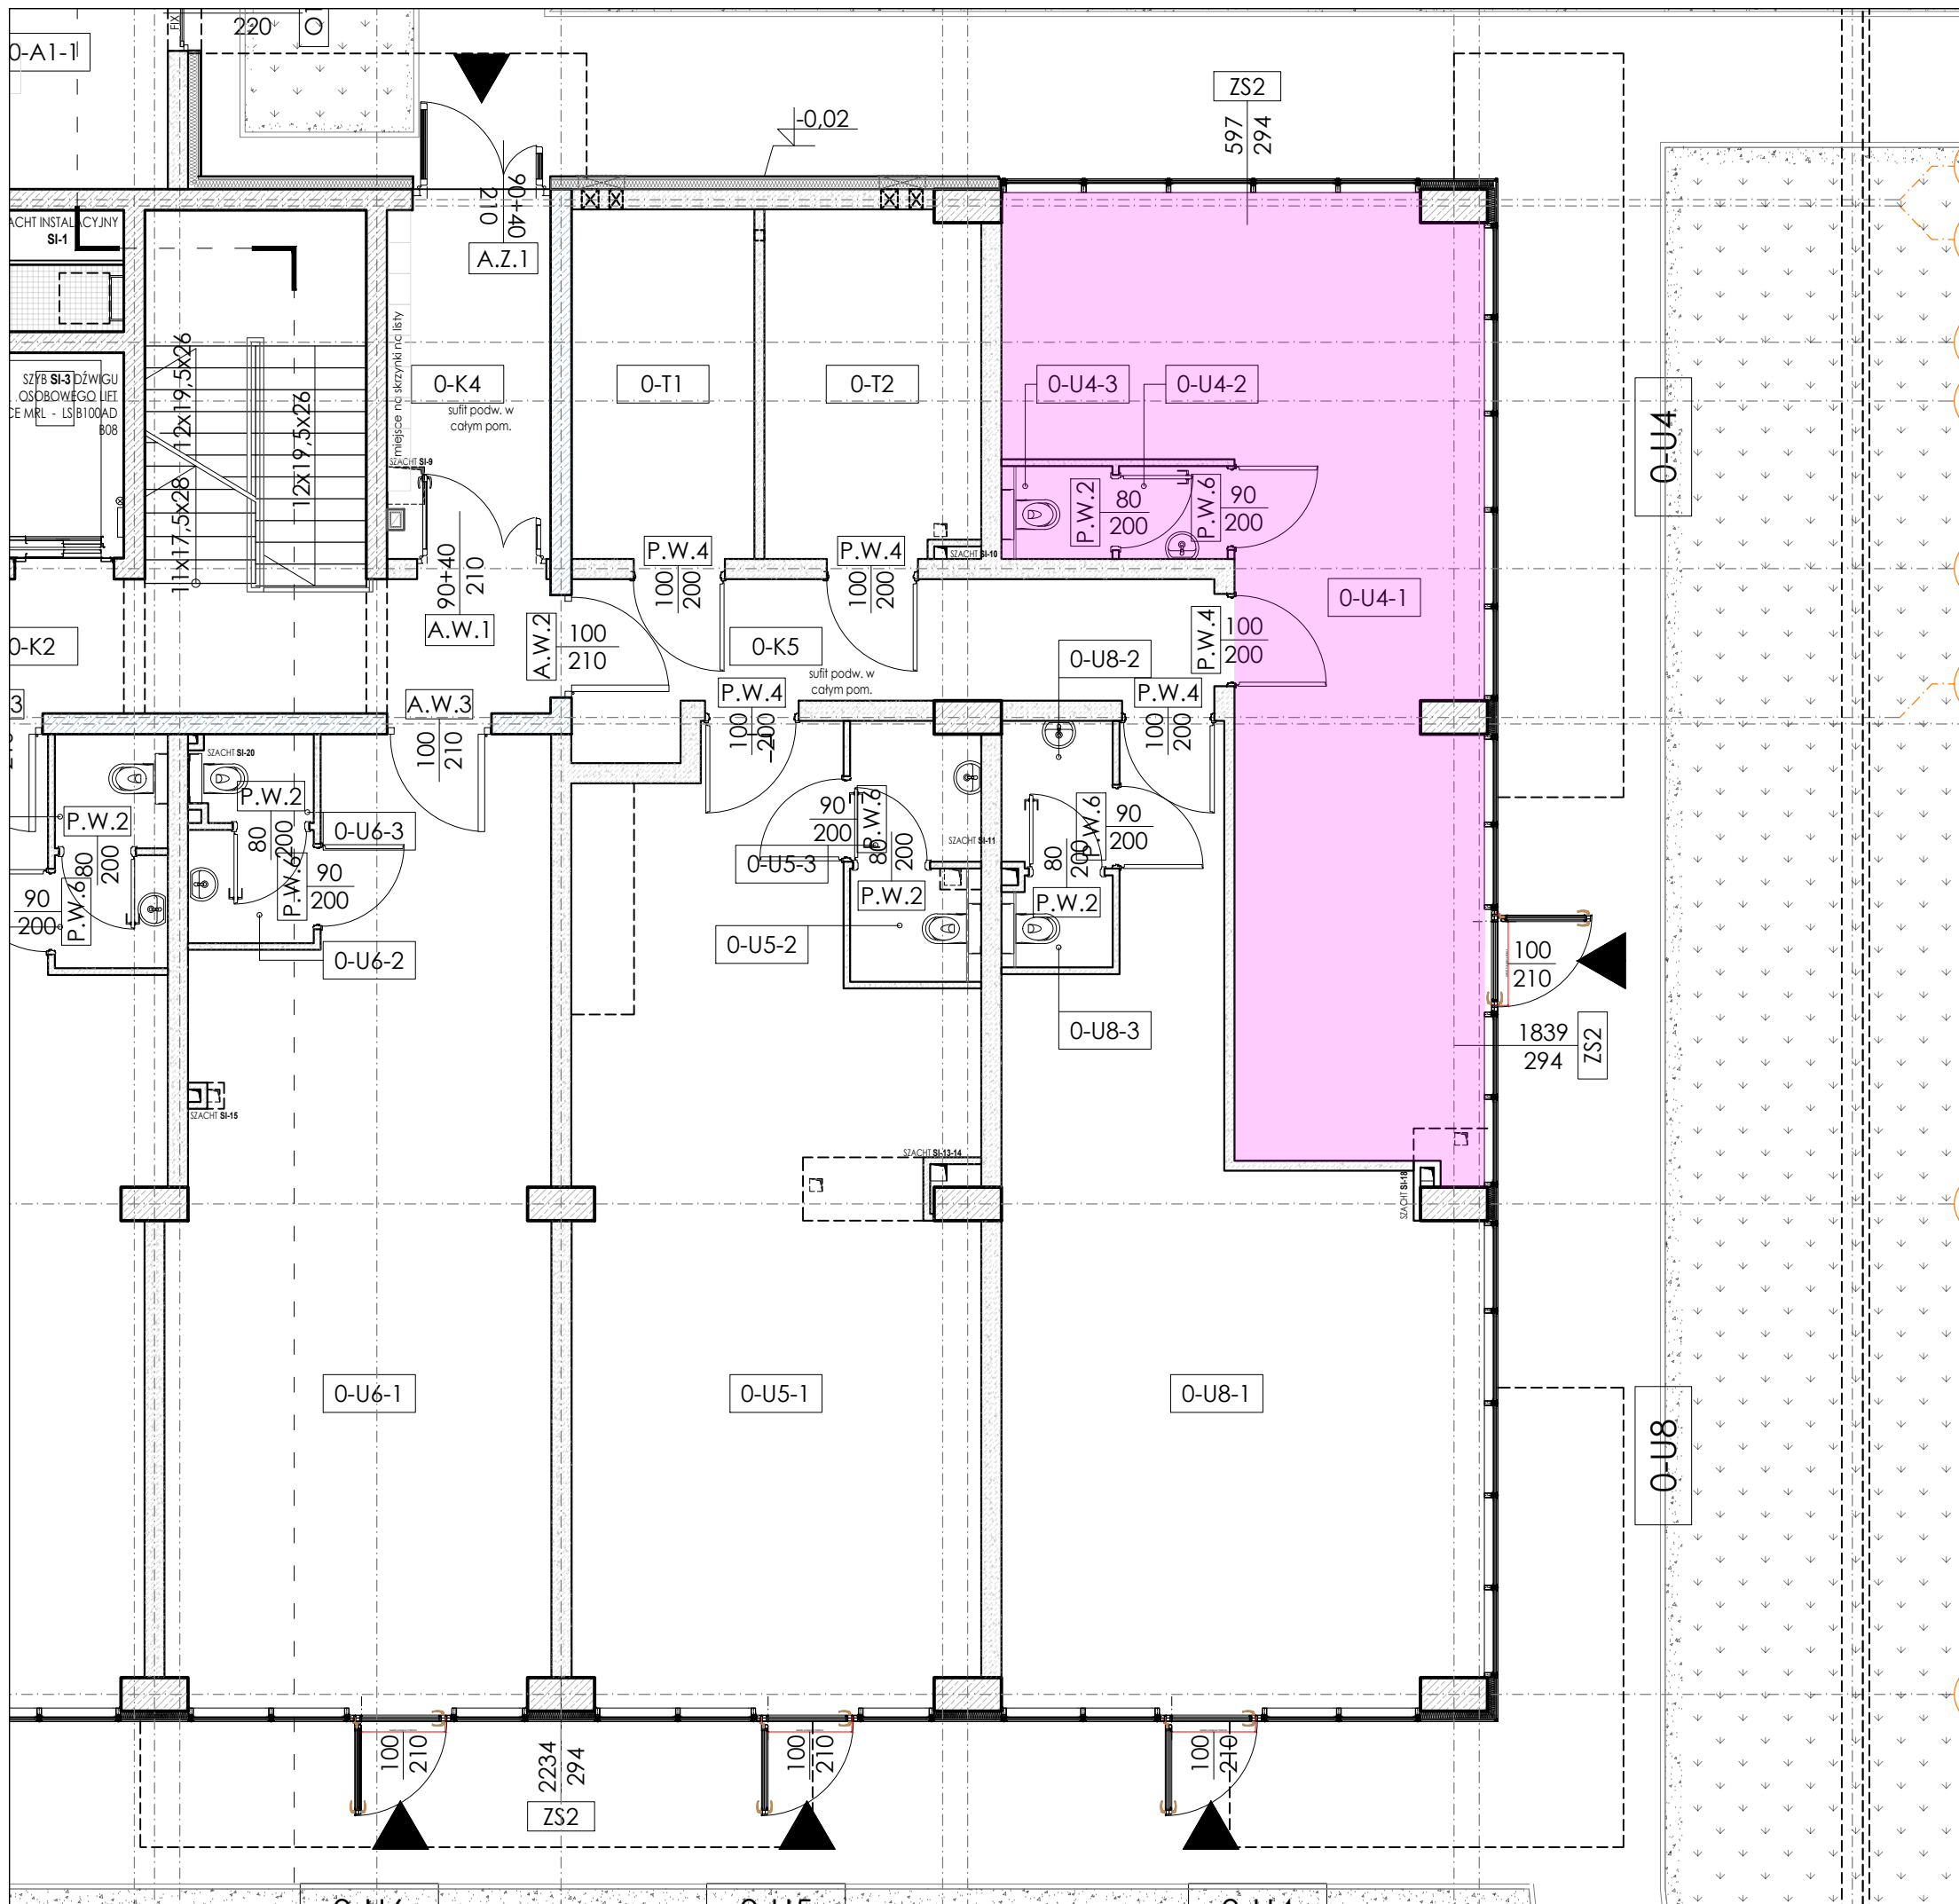 220
FIX
0-A1-1
-0,02
ZS2
597
294
90+40
210
A.Z.1
SI-1
miejsce na skrzynki na listy
0-K4
sufit podw. w
całym pom.
0-T1
0-T2
0-U4-3
0-U4-2
0-U4
SZYB SI-3 DŹWIGU
OSOBOWEGO LIFT
MRL - LS B100AD
B08
12x19,5x26
12x19,5x26
11x17,5x28
SZACHT SI-9
P.W.2
80
200
P.W.6
90
200
P.W.4
100
200
P.W.4
100
200
SZACHT SI-10
90+40
210
A.W.1
A.W.2
100
210
0-K5
sufit podw. w
całym pom.
0-U8-2
P.W.4
100
200
0-U4-1
0-K2
A.W.3
100
210
P.W.4
100
200
P.W.4
100
200
SZACHT SI-20
P.W.2
80
200
P.W.2
80
200
0-U6-3
P.W.6
90
200
P.W.6
90
200
0-U6-2
90
200
P.W.6
0-U5-3
80
200
P.W.2
0-U5-2
SZACHT SI-11
P.W.6
90
200
80
200
P.W.2
0-U8-3
100
210
1839
294
ZS2
SZACHT SI-15
SZACHT SI-13-14
SZACHT SI-18
0-U6-1
0-U5-1
0-U8-1
0-U8
100
210
2234
294
ZS2
100
210
100
210